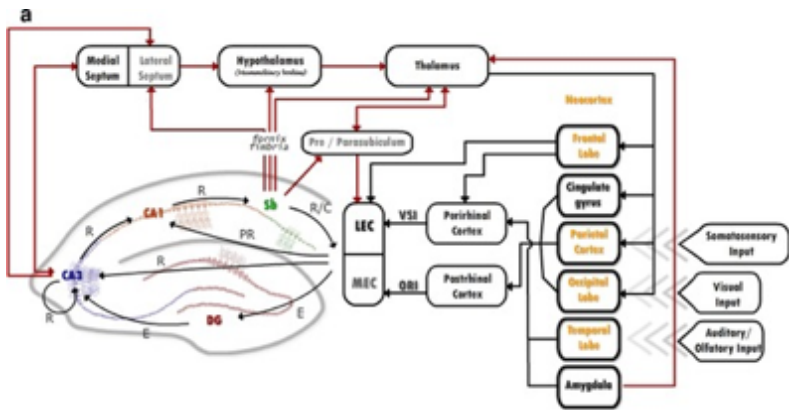 a
Medial
Septum
Lateral
Septum
Hypothalamus
(Mammillary bodies)
Thalamus
Neocortex
fornix
fimbria
Pre / Parasubiculum
Frontal
Lobe
Cingulate
gyrus
Parietal
Cortex
Occipital
Lobe
Temporal
Lobe
Amygdala
Somatosensory
Input
Visual
Input
Auditory/
Olfatory Input
LEC
MEC
VSI
ORI
Perirhinal
Cortex
Postrhinal
Cortex
R
CA1
Sb
R/C
R
PR
R
CA3
R
DG
E
E